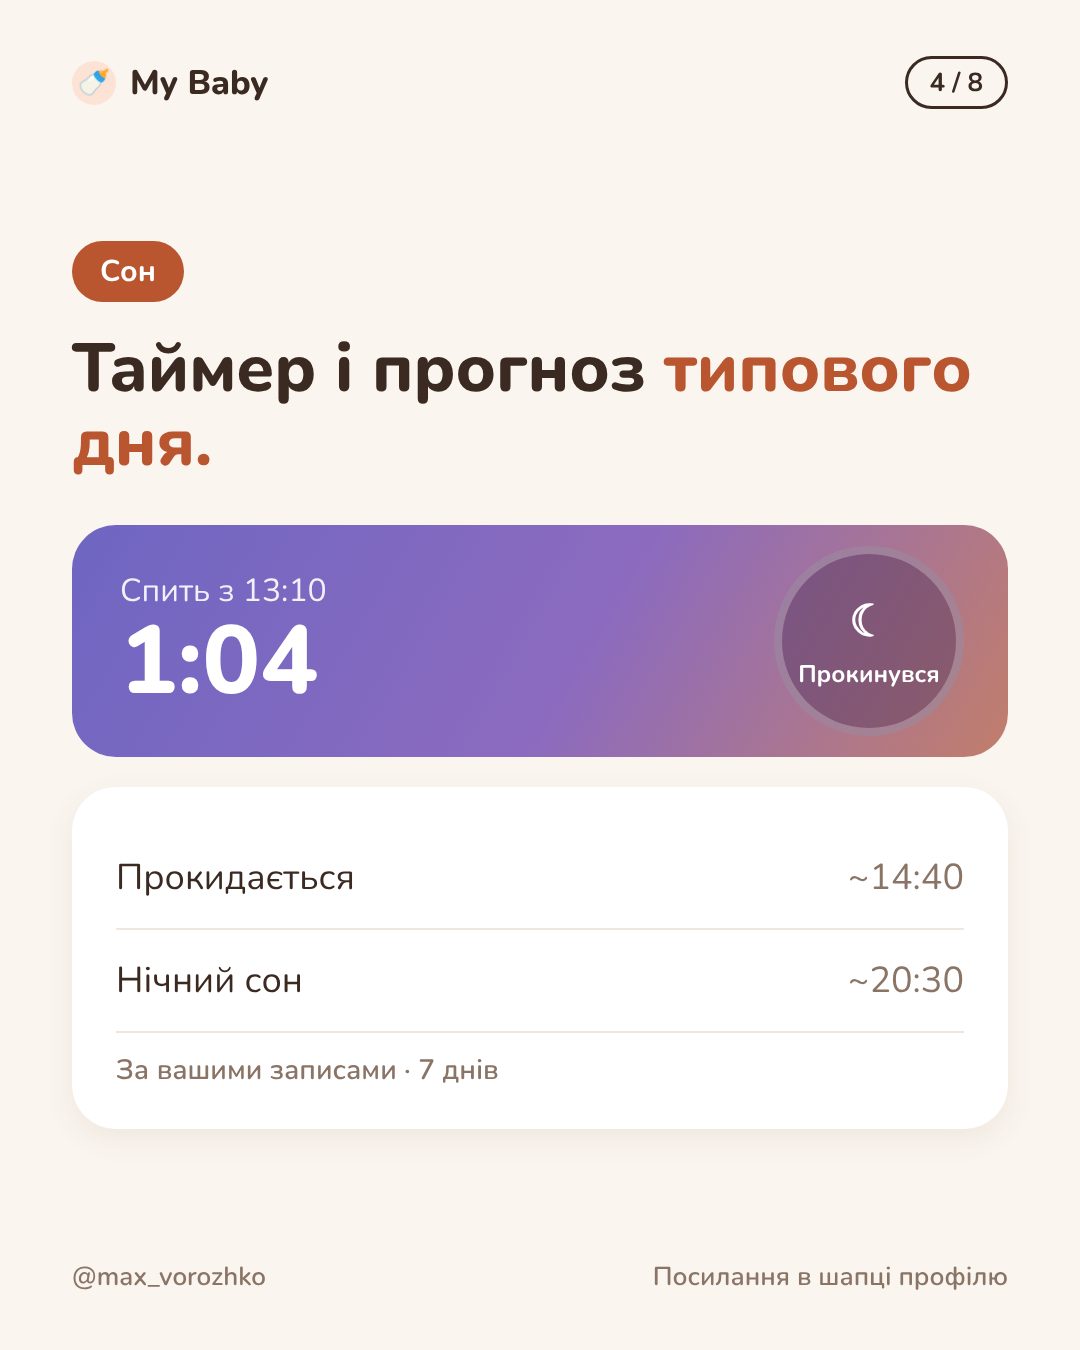 My Baby
4 / 8
Сон
Таймер і прогноз типового
дня.
Спить з 13:10
1:04
Прокинувся
Прокидається ~14:40
Нічний сон ~20:30
За вашими записами · 7 днів
@max_vorozhko
Посилання в шапці профілю